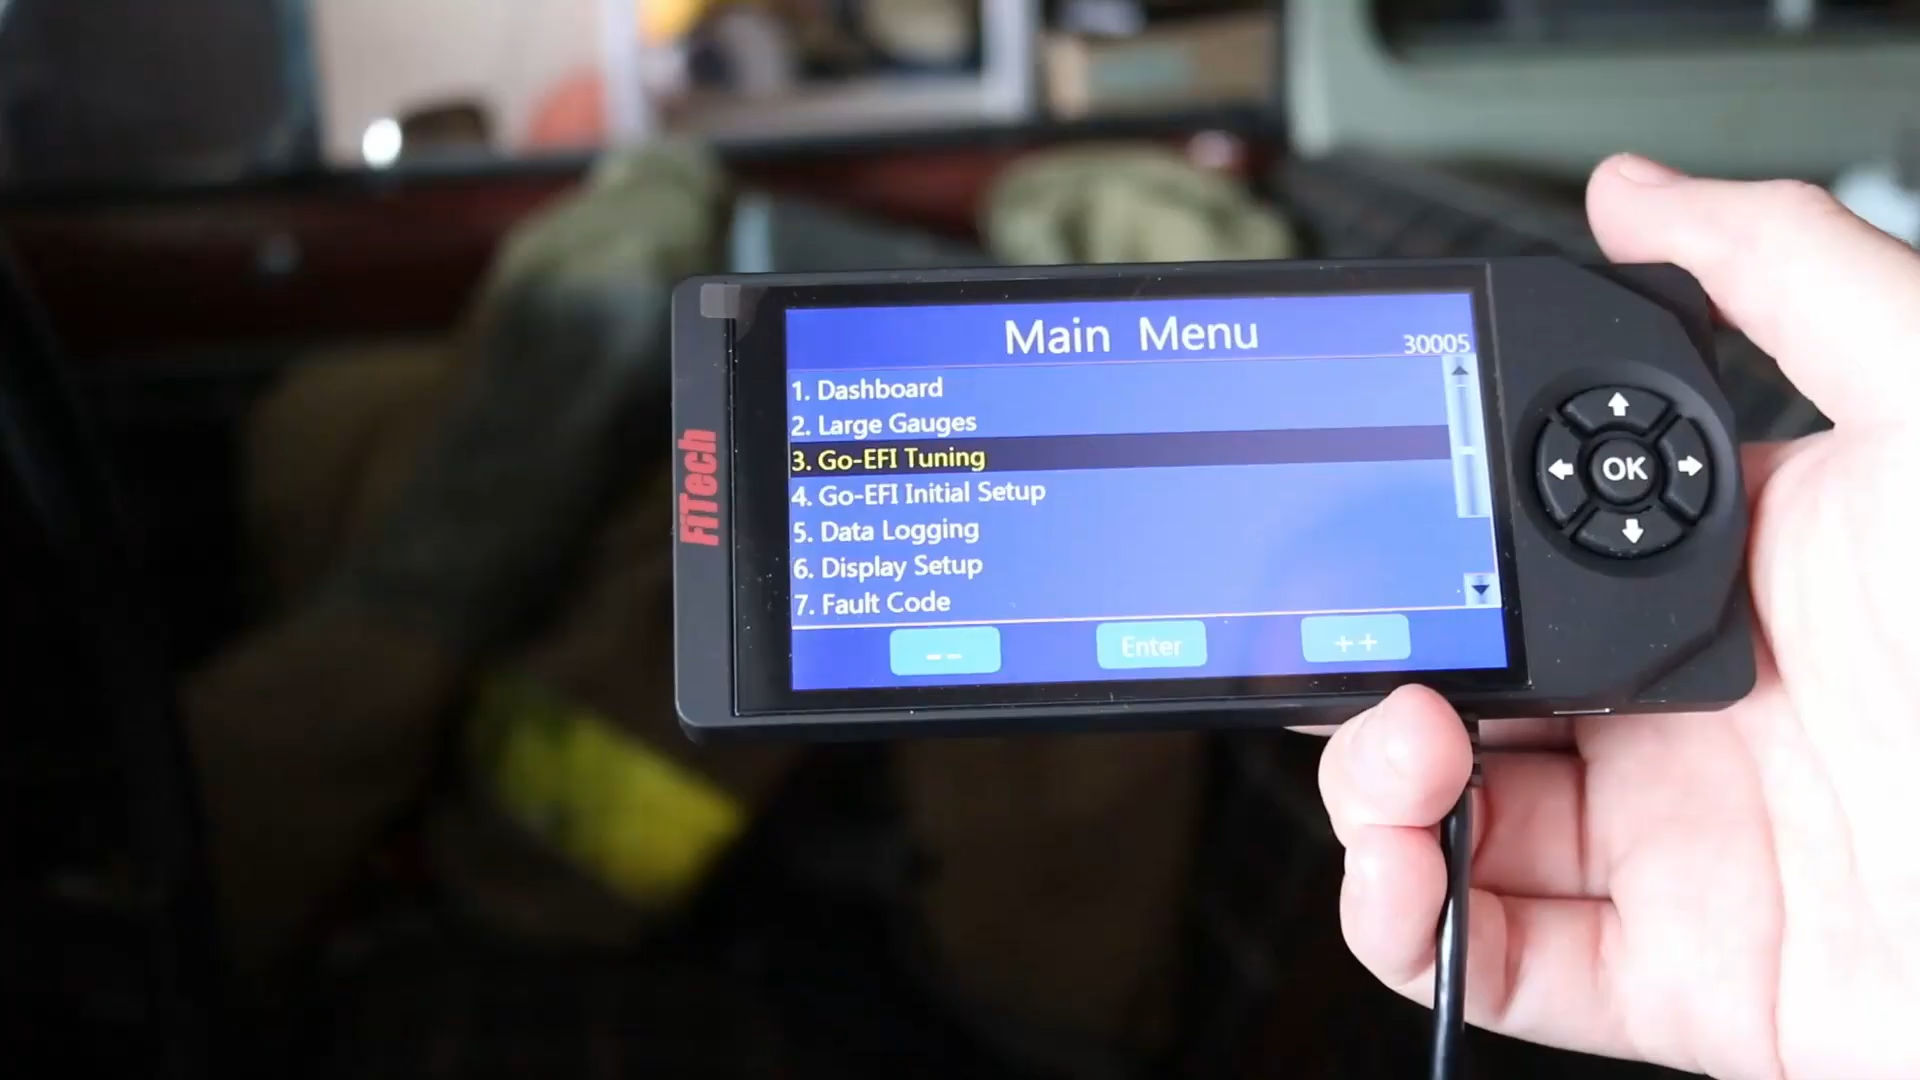 Main Menu
30005
1. Dashboard
2. Large Gauges
3. Go-EFI Tuning
4. Go-EFI Initial Setup
5. Data Logging
6. Display Setup
7. Fault Code
-- Enter ++
FiTech
OK